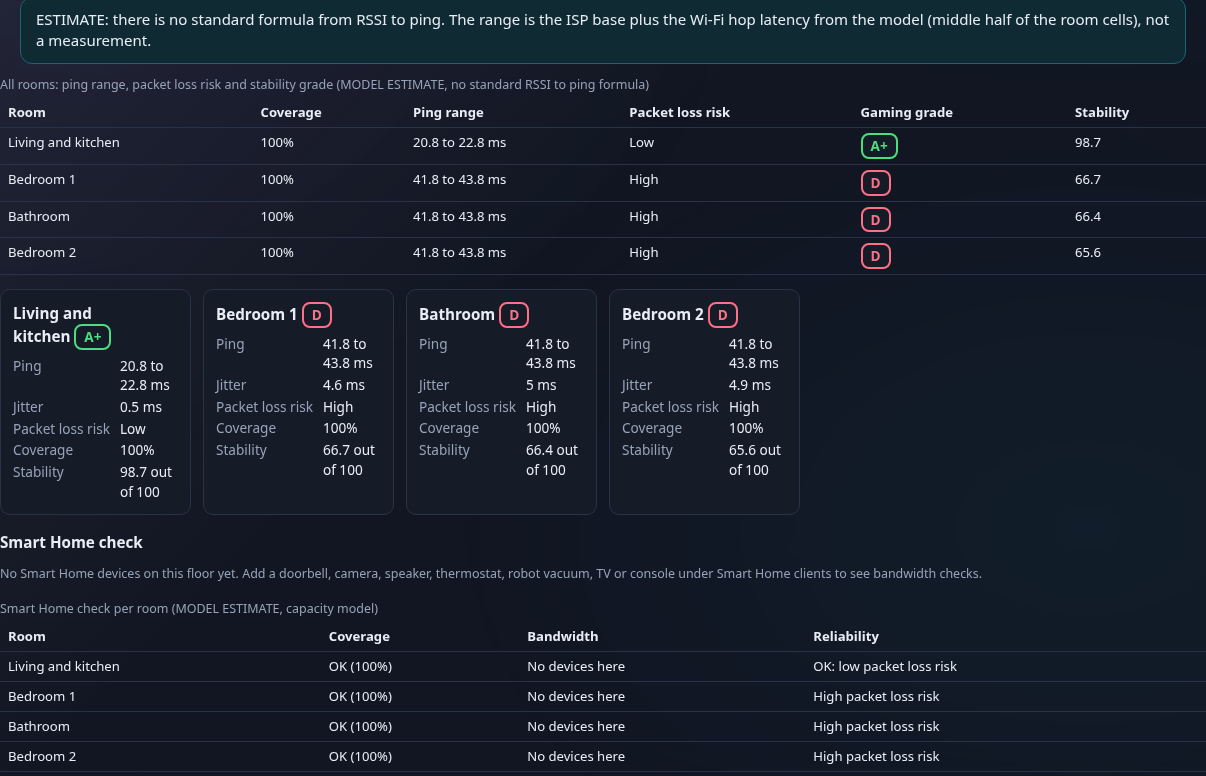 ESTIMATE: there is no standard formula from RSSI to ping. The range is the ISP base plus the Wi-Fi hop latency from the model (middle half of the room cells), not
a measurement.
All rooms: ping range, packet loss risk and stability grade (MODEL ESTIMATE, no standard RSSI to ping formula)
Room Coverage Ping range Packet loss risk Gaming grade Stability
Living and kitchen 100% 20.8 to 22.8 ms Low A+ 98.7
Bedroom 1 100% 41.8 to 43.8 ms High D 66.7
Bathroom 100% 41.8 to 43.8 ms High D 66.4
Bedroom 2 100% 41.8 to 43.8 ms High D 65.6
Living and
kitchen A+
Ping 20.8 to
22.8 ms
Jitter 0.5 ms
Packet loss risk Low
Coverage 100%
Stability 98.7 out
of 100
Bedroom 1 D
Ping 41.8 to
43.8 ms
Jitter 4.6 ms
Packet loss risk High
Coverage 100%
Stability 66.7 out
of 100
Bathroom D
Ping 41.8 to
43.8 ms
Jitter 5 ms
Packet loss risk High
Coverage 100%
Stability 66.4 out
of 100
Bedroom 2 D
Ping 41.8 to
43.8 ms
Jitter 4.9 ms
Packet loss risk High
Coverage 100%
Stability 65.6 out
of 100
Smart Home check
No Smart Home devices on this floor yet. Add a doorbell, camera, speaker, thermostat, robot vacuum, TV or console under Smart Home clients to see bandwidth checks.
Smart Home check per room (MODEL ESTIMATE, capacity model)
Room Coverage Bandwidth Reliability
Living and kitchen OK (100%) No devices here OK: low packet loss risk
Bedroom 1 OK (100%) No devices here High packet loss risk
Bathroom OK (100%) No devices here High packet loss risk
Bedroom 2 OK (100%) No devices here High packet loss risk